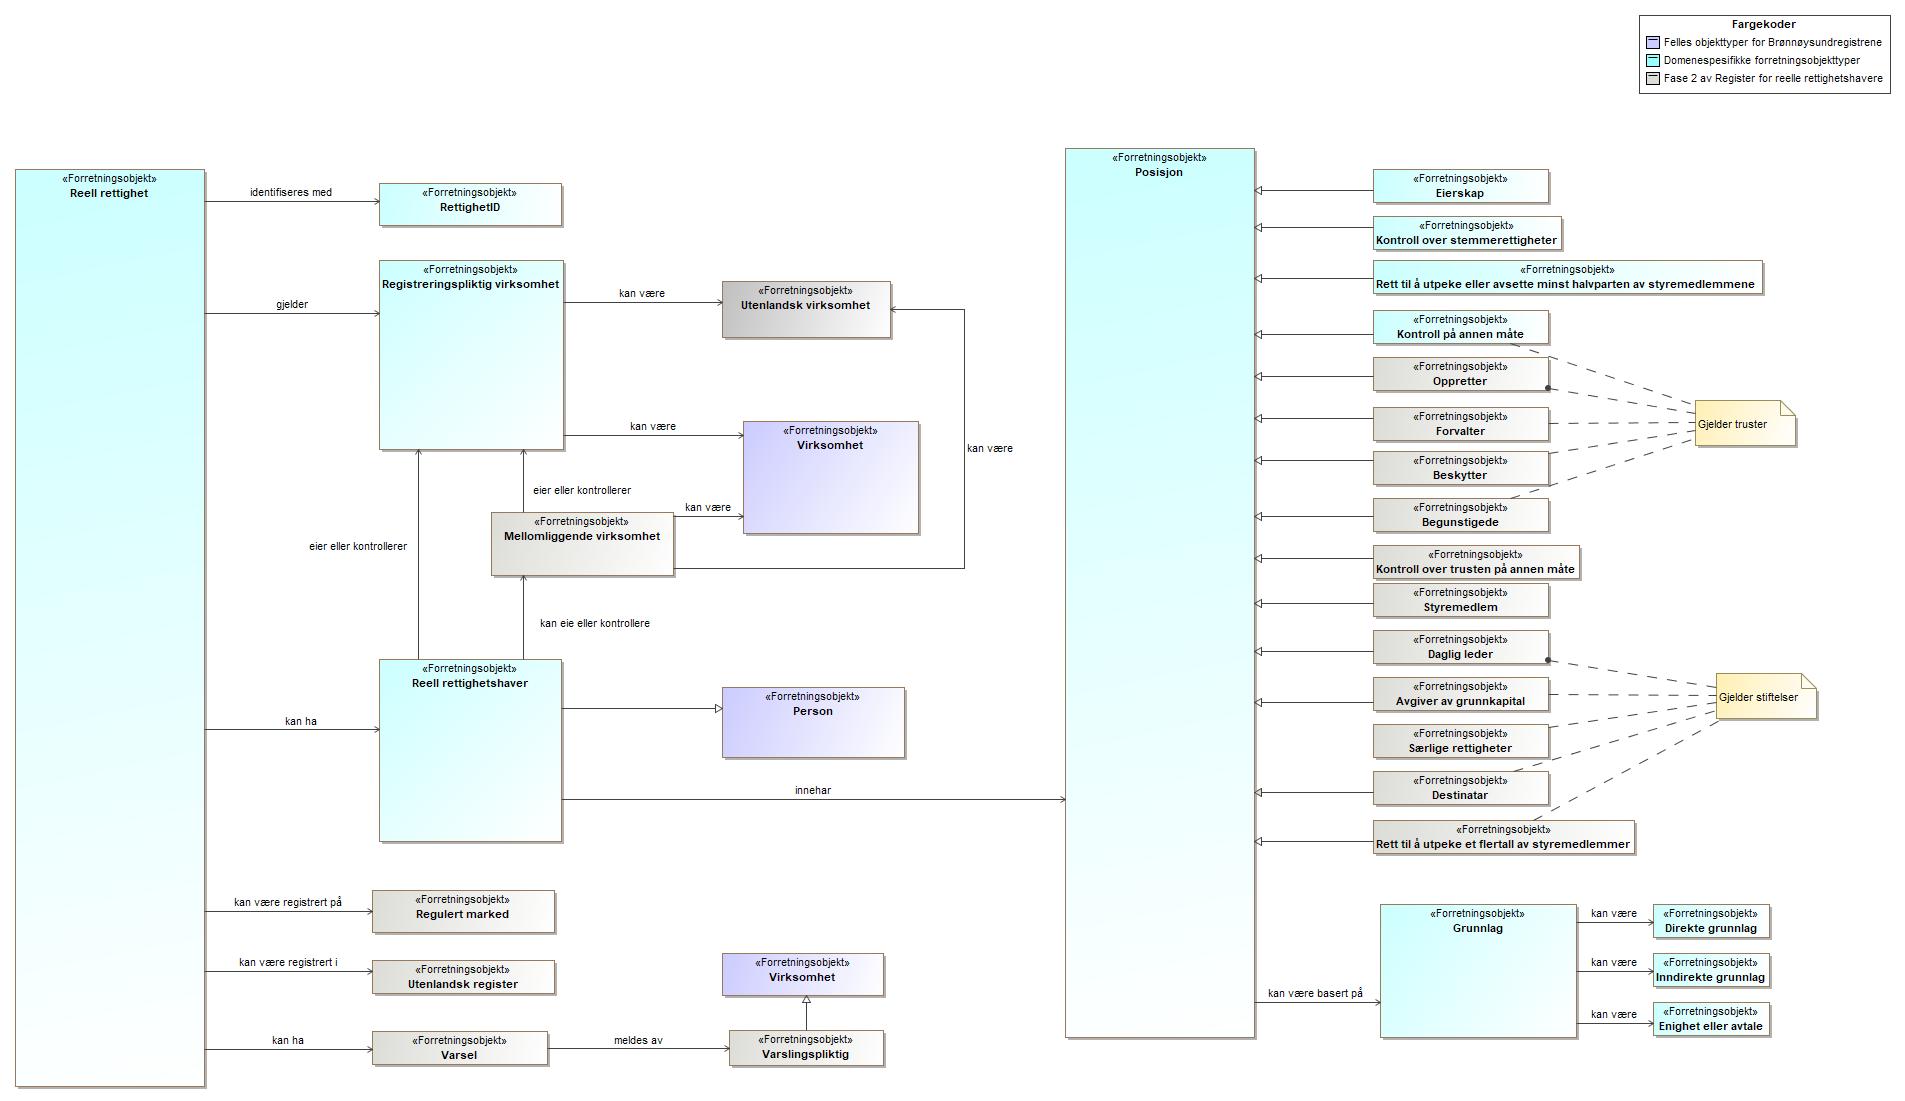 Fargekoder
Felles objekttyper for Brønnøysundregistrene
Domenespesifikke forretningsobjekttyper
Fase 2 av Register for reelle rettighetshavere
«Forretningsobjekt»
Reell rettighet
identifiseres med
«Forretningsobjekt»
RettighetID
gjelder
«Forretningsobjekt»
Registreringspliktig virksomhet
kan være
«Forretningsobjekt»
Utenlandsk virksomhet
kan være
«Forretningsobjekt»
Virksomhet
kan være
eier eller kontrollerer
«Forretningsobjekt»
Mellomliggende virksomhet
kan være
eier eller kontrollerer
kan eie eller kontrollere
kan ha
«Forretningsobjekt»
Reell rettighetshaver
«Forretningsobjekt»
Person
innehar
kan være registrert på
«Forretningsobjekt»
Regulert marked
kan være registrert i
«Forretningsobjekt»
Utenlandsk register
kan ha
«Forretningsobjekt»
Varsel
meldes av
«Forretningsobjekt»
Virksomhet
«Forretningsobjekt»
Varslingspliktig
«Forretningsobjekt»
Posisjon
«Forretningsobjekt»
Eierskap
«Forretningsobjekt»
Kontroll over stemmerettigheter
«Forretningsobjekt»
Rett til å utpeke eller avsette minst halvparten av styremedlemmene
«Forretningsobjekt»
Kontroll på annen måte
«Forretningsobjekt»
Oppretter
«Forretningsobjekt»
Forvalter
Gjelder truster
«Forretningsobjekt»
Beskytter
«Forretningsobjekt»
Begunstigede
«Forretningsobjekt»
Kontroll over trusten på annen måte
«Forretningsobjekt»
Styremedlem
«Forretningsobjekt»
Daglig leder
«Forretningsobjekt»
Avgiver av grunnkapital
Gjelder stiftelser
«Forretningsobjekt»
Særlige rettigheter
«Forretningsobjekt»
Destinatar
«Forretningsobjekt»
Rett til å utpeke et flertall av styremedlemmer
kan være basert på
«Forretningsobjekt»
Grunnlag
kan være
«Forretningsobjekt»
Direkte grunnlag
kan være
«Forretningsobjekt»
Inndirekte grunnlag
kan være
«Forretningsobjekt»
Enighet eller avtale